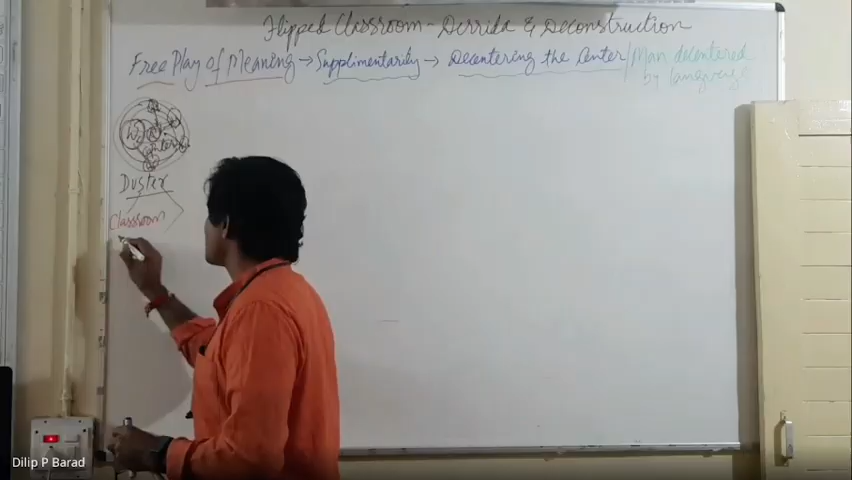 Flipped Classroom - Derrida & Deconstruction
Free Play of Meaning → Supplimentarity → Decentering the Center / Man decentered
by language
Duster
Classroom
Dilip P Barad